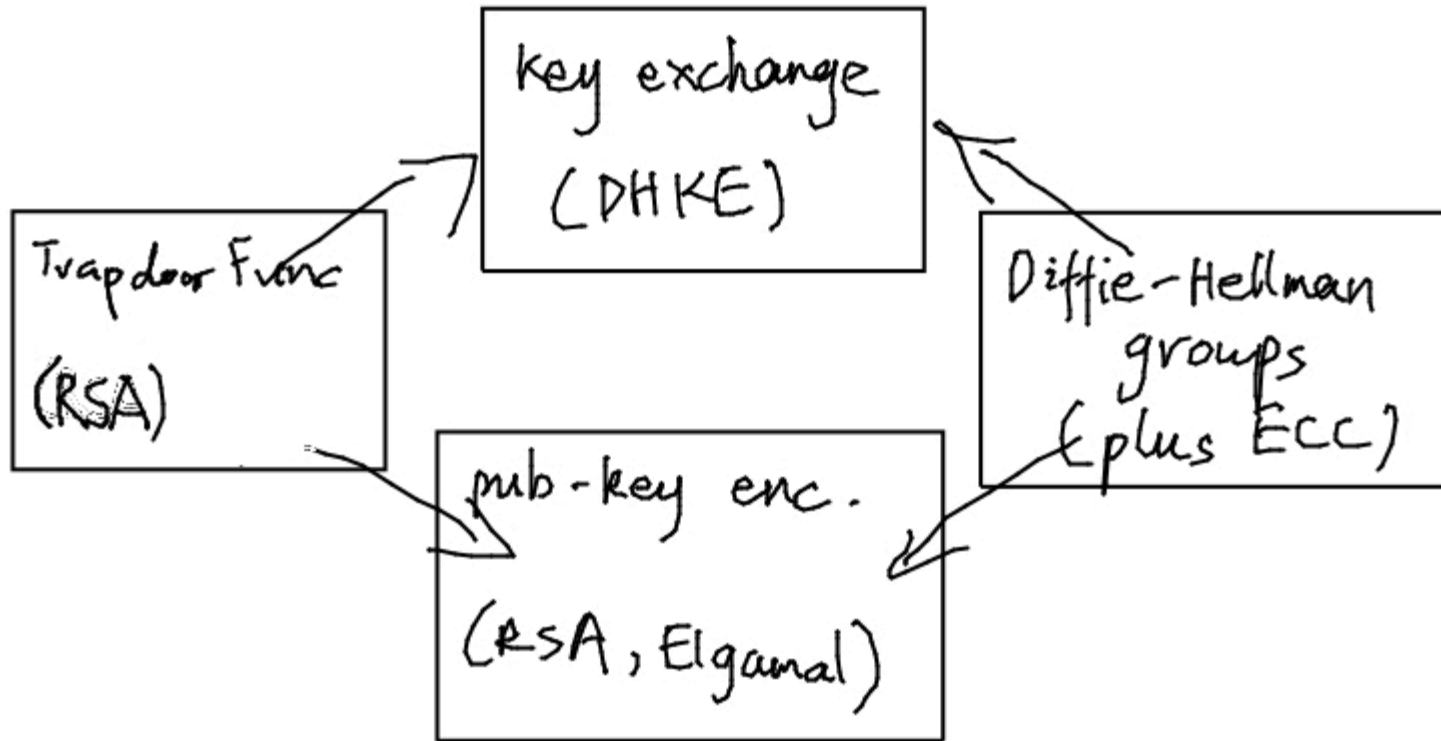 key exchange
(DHKE)
Trapdoor Func
(RSA)
Diffie-Hellman
groups
(plus ECC)
pub-key enc.
(RSA, Elgamal)